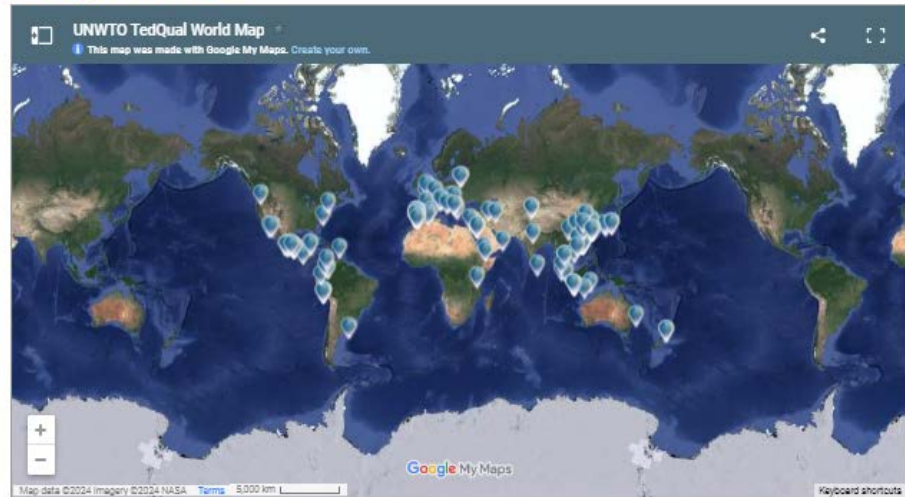 UNWTO TedQual World Map
This map was made with Google My Maps. Create your own.
+
−
Google My Maps
Map data ©2024 Imagery ©2024 NASA Terms 5,000 km
Keyboard shortcuts